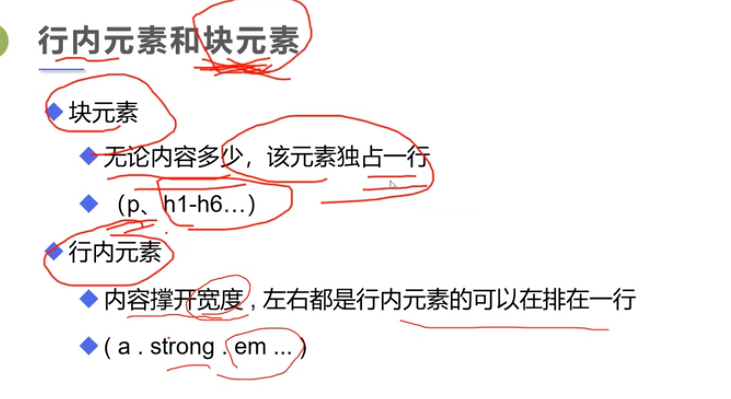 行内元素和块元素
块元素
无论内容多少，该元素独占一行
（p、h1-h6...）
行内元素
内容撑开宽度，左右都是行内元素的可以在排在一行
( a . strong . em ... )